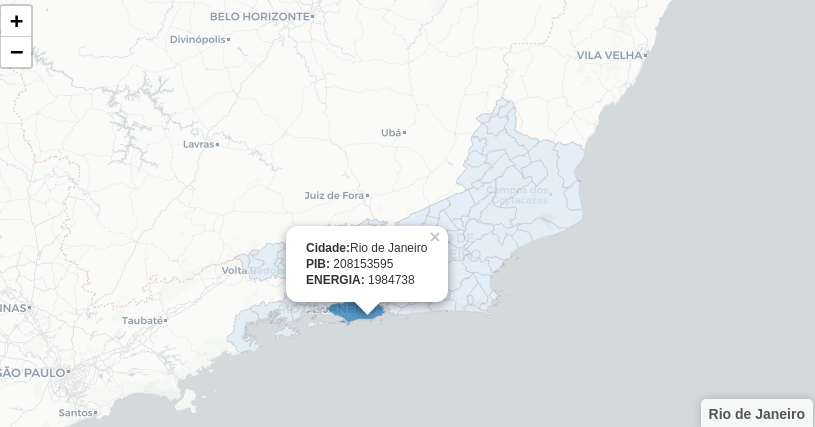 +
−
BELO HORIZONTE
Divinópolis
VILA VELHA
Ubá
Lavras
Juiz de Fora
Campos dos
Goytacazes
Cidade:Rio de Janeiro ×
PIB: 208153595
ENERGIA: 1984738
Volta
INAS
Taubaté
SÃO PAULO
Santos
Rio de Janeiro